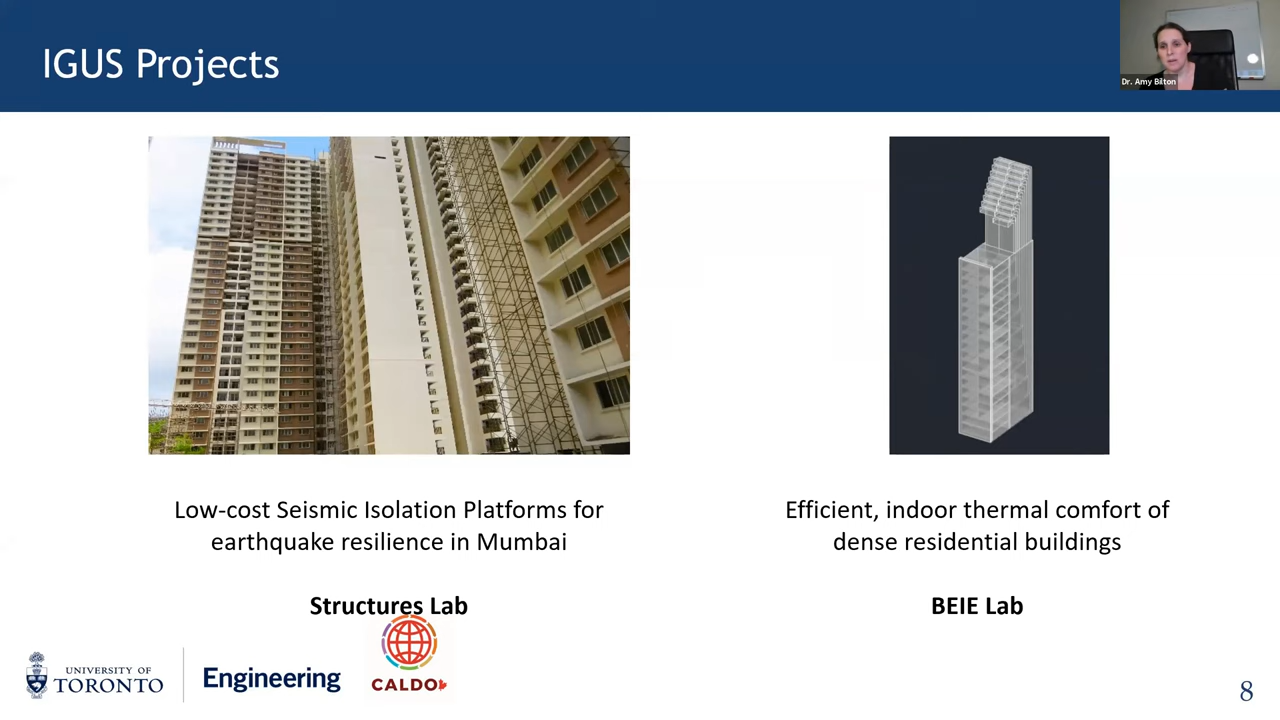 IGUS Projects
Dr. Amy Bilton
Low-cost Seismic Isolation Platforms for
earthquake resilience in Mumbai
Structures Lab
Efficient, indoor thermal comfort of
dense residential buildings
BEIE Lab
UNIVERSITY OF
TORONTO
Engineering
CALDO
8